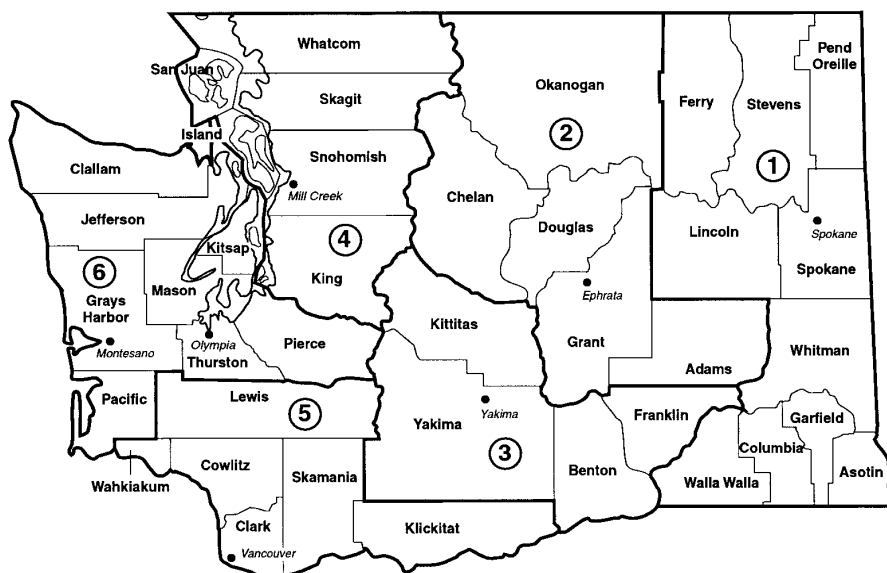 Whatcom
Pend
Oreille
San Juan
Okanogan
Skagit
Ferry
Stevens
Island
2
1
Snohomish
Clallam
Mill Creek
Chelan
Jefferson
Douglas
Lincoln
Spokane
Kitsap
4
6
King
Spokane
Mason
Ephrata
Grays
Harbor
Kittitas
Olympia
Pierce
Grant
Montesano
Thurston
Whitman
Adams
Pacific
Lewis
5
Yakima
Franklin
Garfield
Yakima
3
Columbia
Cowlitz
Benton
Asotin
Wahkiakum
Skamania
Walla Walla
Clark
Klickitat
Vancouver